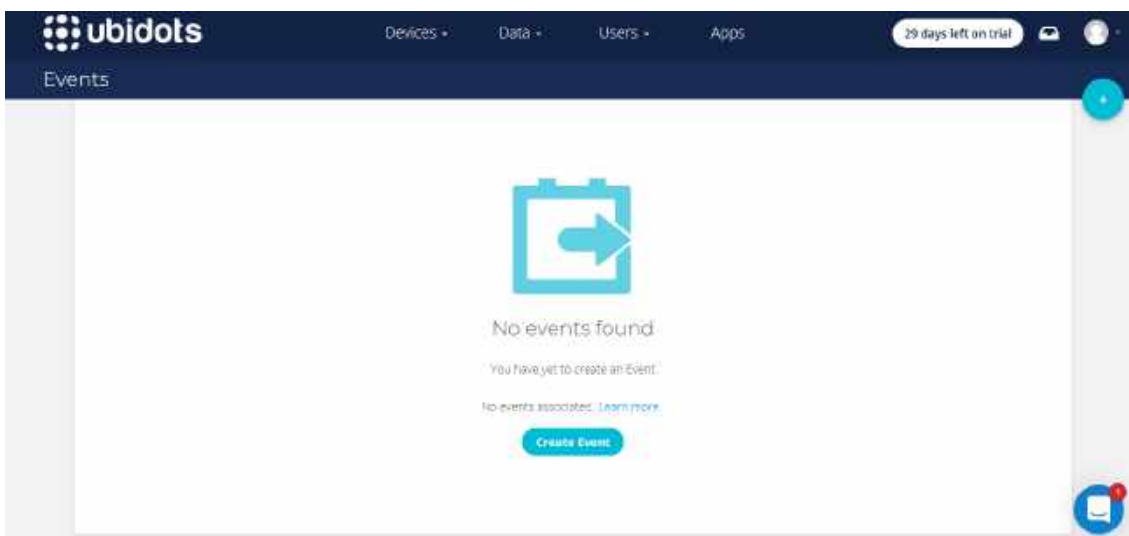 ubidots
Devices
Data
Users
Apps
29 days left on trial
Events
+
No events found
You have yet to create an Event.
No events associated. Learn more.
Create Event
1